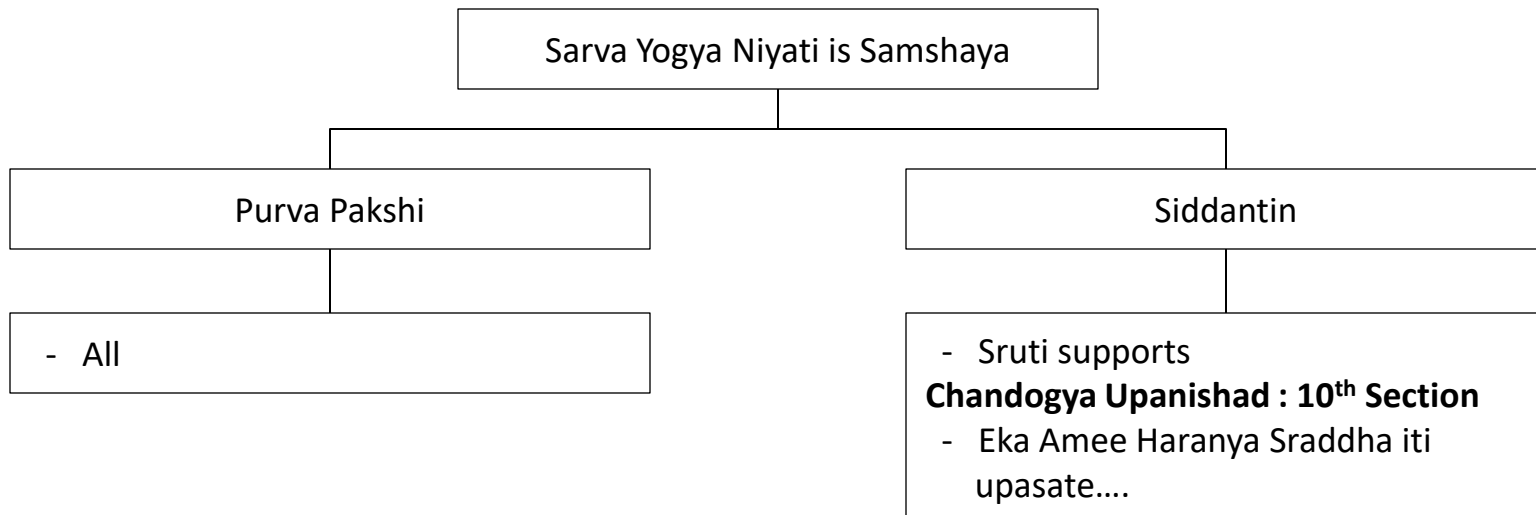 Sarva Yogya Niyati is Samshaya
Purva Pakshi
Siddantin
- All
- Sruti supports
Chandogya Upanishad : 10th Section
- Eka Amee Haranya Sraddha iti
upasate....